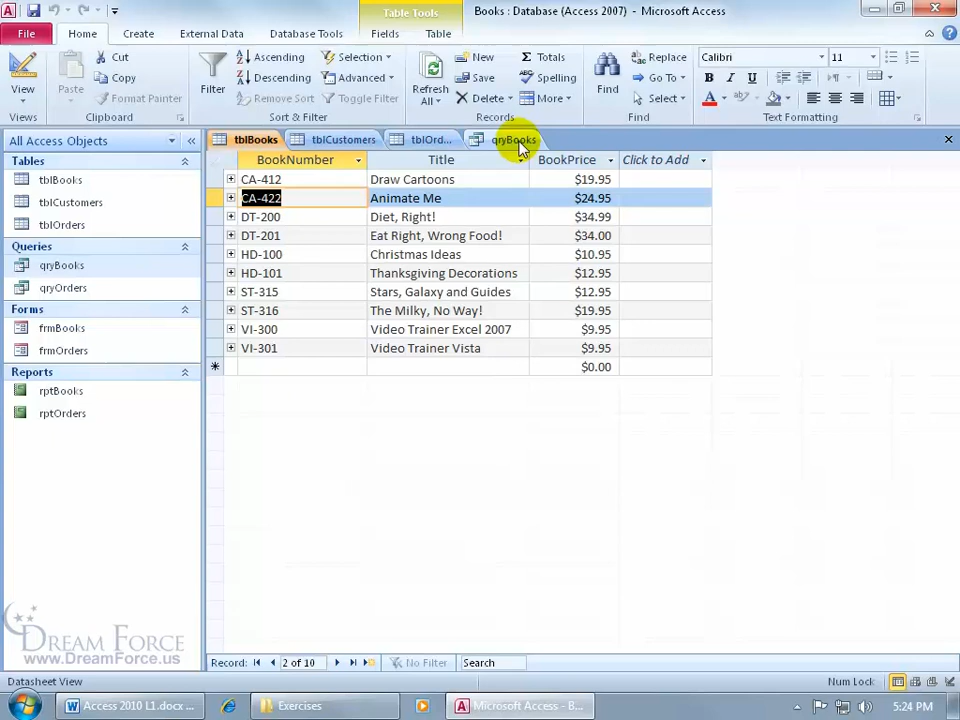 Table Tools
Books : Database (Access 2007) - Microsoft Access
File
Home
Create
External Data
Database Tools
Fields
Table
View
Views
Paste
Cut
Copy
Format Painter
Clipboard
Filter
Ascending
Descending
Remove Sort
Selection
Advanced
Toggle Filter
Sort & Filter
Refresh
All
New
Save
Delete
Totals
Spelling
More
Records
Find
Replace
Go To
Select
Find
Calibri
11
B I U
Text Formatting
All Access Objects
Tables
tblBooks
tblCustomers
tblOrders
Queries
qryBooks
qryOrders
Forms
frmBooks
frmOrders
Reports
rptBooks
rptOrders
tblBooks
tblCustomers
tblOrd...
qryBooks
BookNumber Title BookPrice Click to Add
CA-412 Draw Cartoons $19.95
CA-422 Animate Me $24.95
DT-200 Diet, Right! $34.99
DT-201 Eat Right, Wrong Food! $34.00
HD-100 Christmas Ideas $10.95
HD-101 Thanksgiving Decorations $12.95
ST-315 Stars, Galaxy and Guides $12.95
ST-316 The Milky, No Way! $19.95
VI-300 Video Trainer Excel 2007 $9.95
VI-301 Video Trainer Vista $9.95
$0.00
DREAM FORCE
www.DreamForce.us
Record: 2 of 10 No Filter Search
Datasheet View
Num Lock
Access 2010 L1.docx ...
Exercises
Microsoft Access - B...
5:24 PM